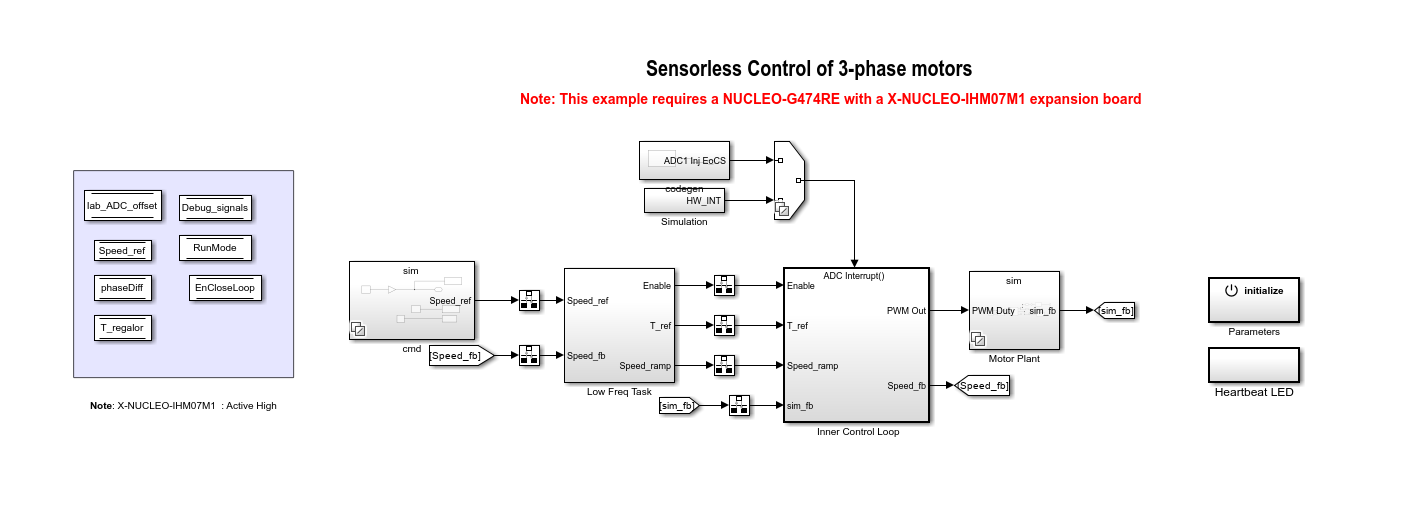 Sensorless Control of 3-phase motors
Note: This example requires a NUCLEO-G474RE with a X-NUCLEO-IHM07M1 expansion board
ADC1 Inj EoCS
codegen
HW_INT
Simulation
Iab_ADC_offset
Debug_signals
Speed_ref
RunMode
phaseDiff
EnCloseLoop
T_regalor
Note: X-NUCLEO-IHM07M1 : Active High
sim
Speed_ref
cmd
[Speed_fb]
Speed_ref
Speed_fb
Enable
T_ref
Speed_ramp
Low Freq Task
[sim_fb]
ADC Interrupt()
Enable
T_ref
Speed_ramp
sim_fb
PWM Out
Speed_fb
Inner Control Loop
sim
PWM Duty
sim_fb
Motor Plant
[sim_fb]
[Speed_fb]
initialize
Parameters
Heartbeat LED